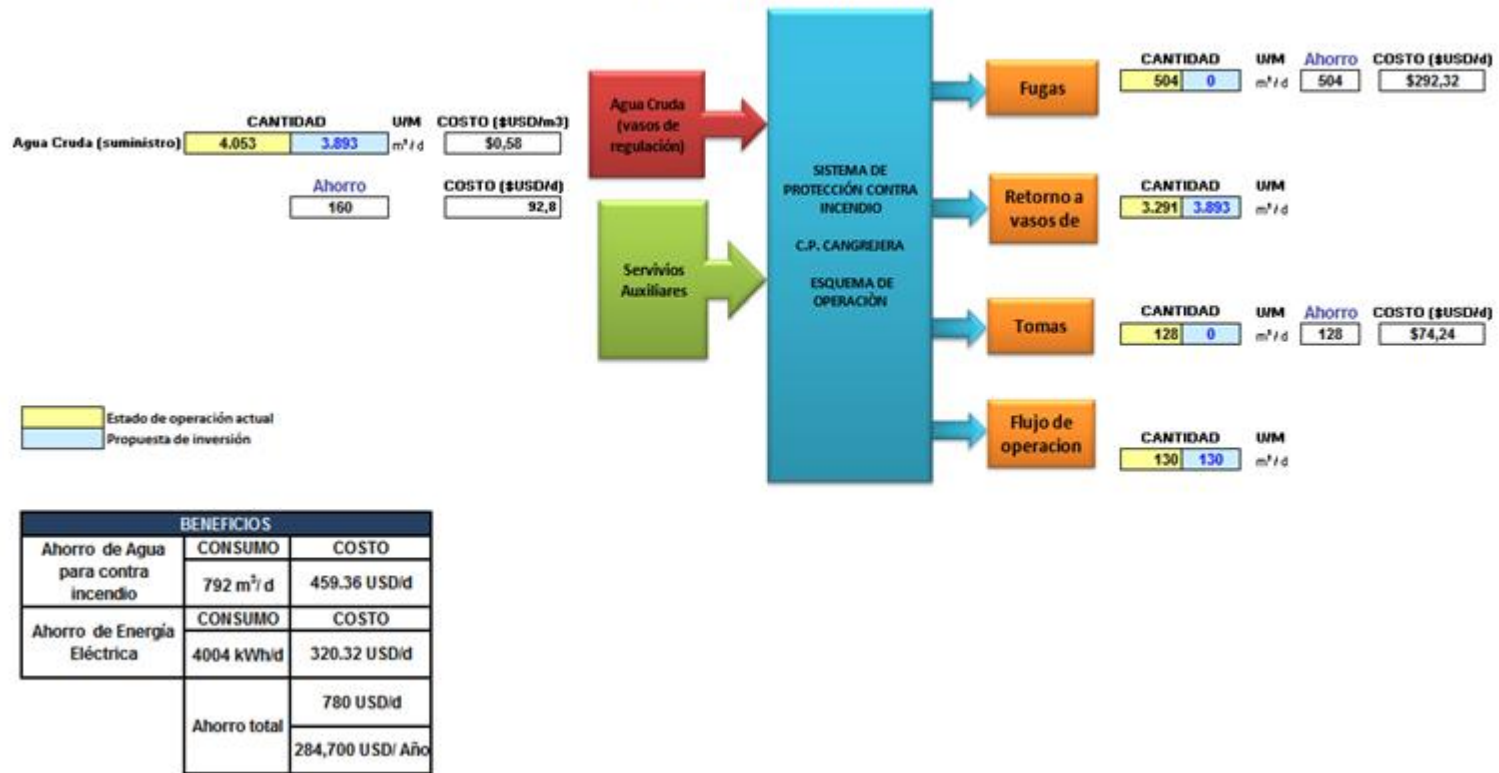 CANTIDAD U/M COSTO ($USD/m3)
Agua Cruda (suministro) 4.053 3.893 m³/d $0,58
Ahorro COSTO ($USD/d)
160 92,8
Agua Cruda
(vasos de
regulación)
Servivios
Auxiliares
SISTEMA DE
PROTECCIÓN CONTRA
INCENDIO
C.P. CANGREJERA
ESQUEMA DE
OPERACIÒN
Fugas
CANTIDAD U/M Ahorro COSTO ($USD/d)
504 0 m³/d 504 $292,32
Retorno a
vasos de
CANTIDAD U/M
3.291 3.893 m³/d
Tomas
CANTIDAD U/M Ahorro COSTO ($USD/d)
128 0 m³/d 128 $74,24
Flujo de
operacion
CANTIDAD U/M
130 130 m³/d
Estado de operación actual
Propuesta de inversión
BENEFICIOS
Ahorro de Agua
para contra
incendio
CONSUMO COSTO
792 m³/ d 459.36 USD/d
Ahorro de Energía
Eléctrica
CONSUMO COSTO
4004 kWh/d 320.32 USD/d
Ahorro total
780 USD/d
284,700 USD/ Año